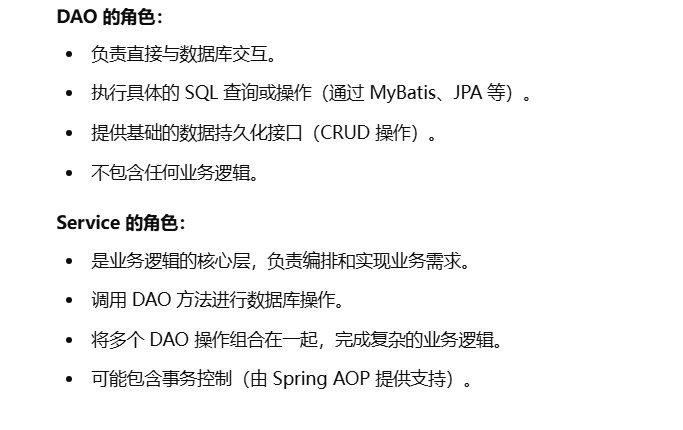 DAO 的角色：
• 负责直接与数据库交互。
• 执行具体的 SQL 查询或操作（通过 MyBatis、JPA 等）。
• 提供基础的数据持久化接口（CRUD 操作）。
• 不包含任何业务逻辑。
Service 的角色：
• 是业务逻辑的核心层，负责编排和实现业务需求。
• 调用 DAO 方法进行数据库操作。
• 将多个 DAO 操作组合在一起，完成复杂的业务逻辑。
• 可能包含事务控制（由 Spring AOP 提供支持）。